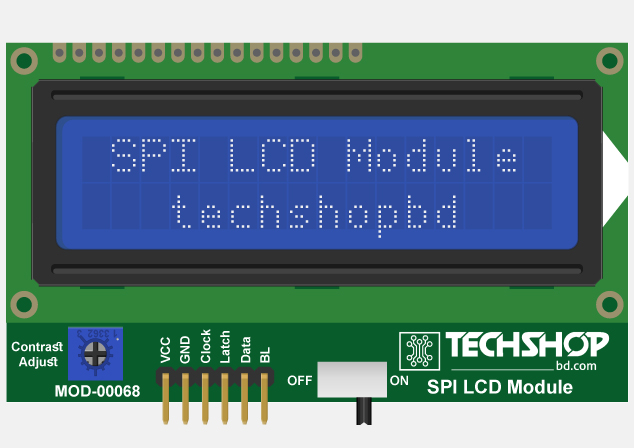 SPI LCD Module
techshopbd
Contrast
Adjust
MOD-00068
VCC
GND
Clock
Latch
Data
BL
OFF
ON
TECHSHOP
bd.com
SPI LCD Module